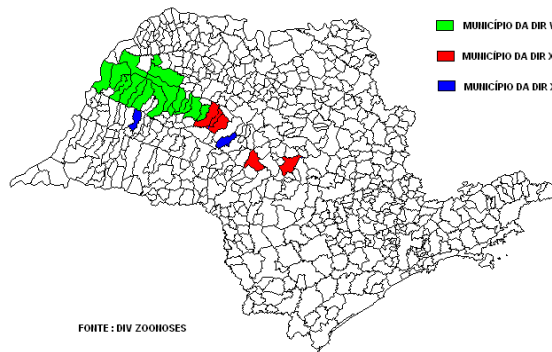 MUNICÍPIO DA DIR V
MUNICÍPIO DA DIR X
MUNICÍPIO DA DIR X
FONTE : DIV ZOONOSES